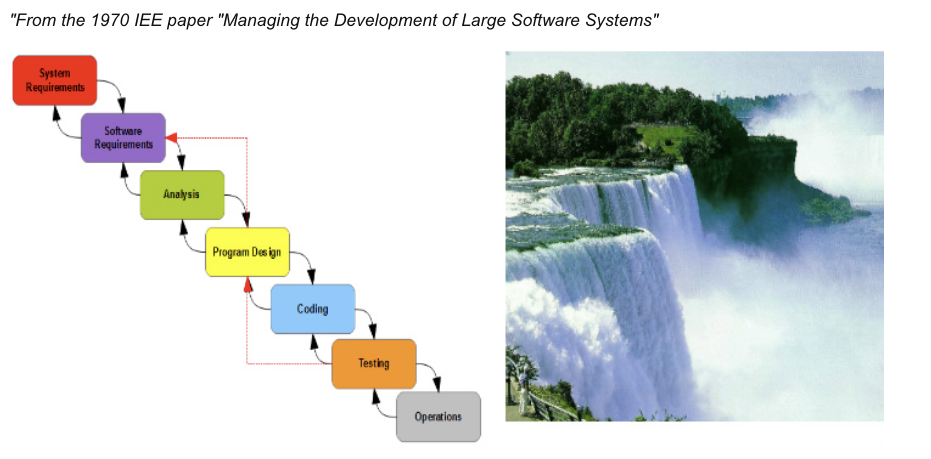 "From the 1970 IEE paper "Managing the Development of Large Software Systems"
System
Requirements
Software
Requirements
Analysis
Program Design
Coding
Testing
Operations